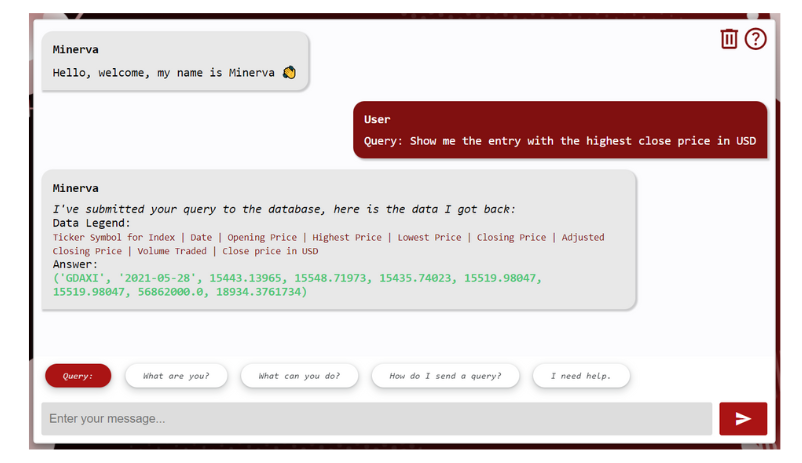 Minerva
Hello, welcome, my name is Minerva 👏
User
Query: Show me the entry with the highest close price in USD
Minerva
I've submitted your query to the database, here is the data I got back:
Data Legend:
Ticker Symbol for Index | Date | Opening Price | Highest Price | Lowest Price | Closing Price | Adjusted
Closing Price | Volume Traded | Close price in USD
Answer:
('GDAXI', '2021-05-28', 15443.13965, 15548.71973, 15435.74023, 15519.98047,
15519.98047, 56862000.0, 18934.3761734)
Query:
What are you?
What can you do?
How do I send a query?
I need help.
Enter your message...